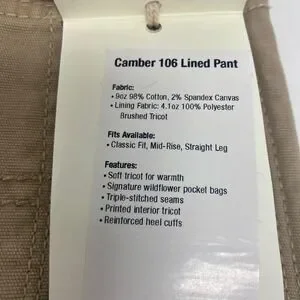 Camber 106 Lined Pant
Fabric:
• 9oz 98% Cotton, 2% Spandex Canvas
• Lining Fabric: 4.1oz 100% Polyester
Brushed Tricot
Fits Available:
• Classic Fit, Mid-Rise, Straight Leg
Features:
• Soft tricot for warmth
• Signature wildflower pocket bags
• Triple-stitched seams
• Printed interior tricot
• Reinforced heel cuffs